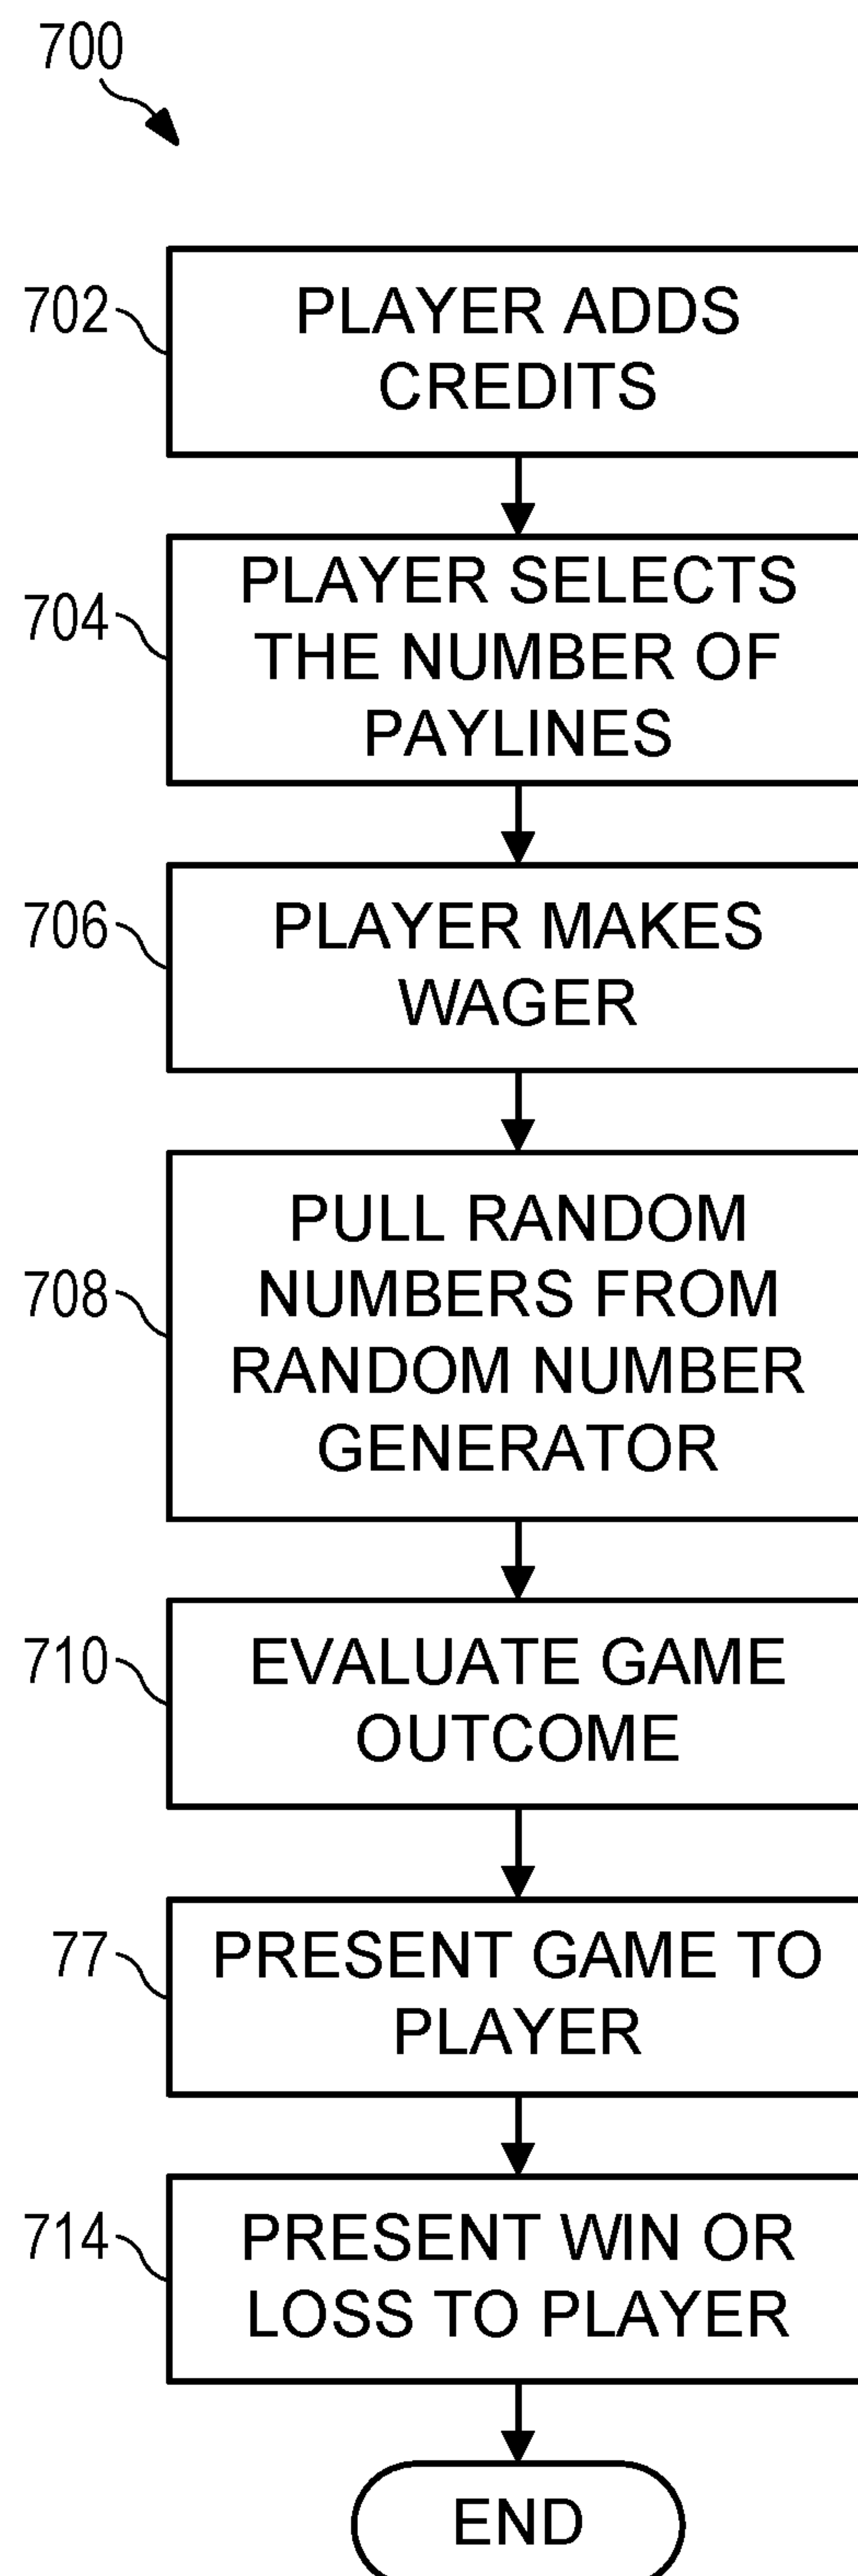 700
702
PLAYER ADDS
CREDITS
704
PLAYER SELECTS
THE NUMBER OF
PAYLINES
706
PLAYER MAKES
WAGER
708
PULL RANDOM
NUMBERS FROM
RANDOM NUMBER
GENERATOR
710
EVALUATE GAME
OUTCOME
77
PRESENT GAME TO
PLAYER
714
PRESENT WIN OR
LOSS TO PLAYER
END